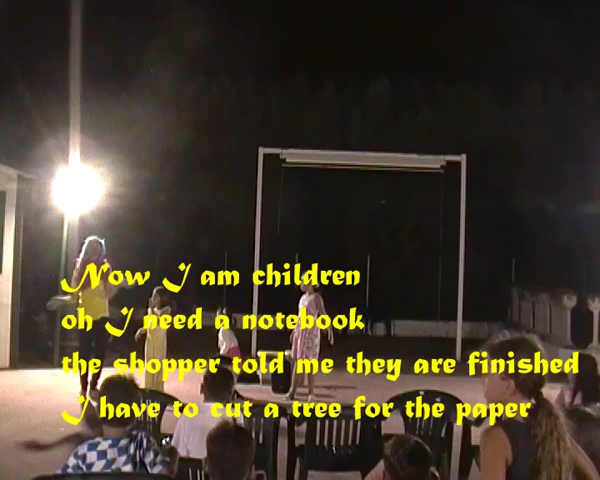 Now I am children
oh I need a notebook
the shopper told me they are finished
I have to cut a tree for the paper